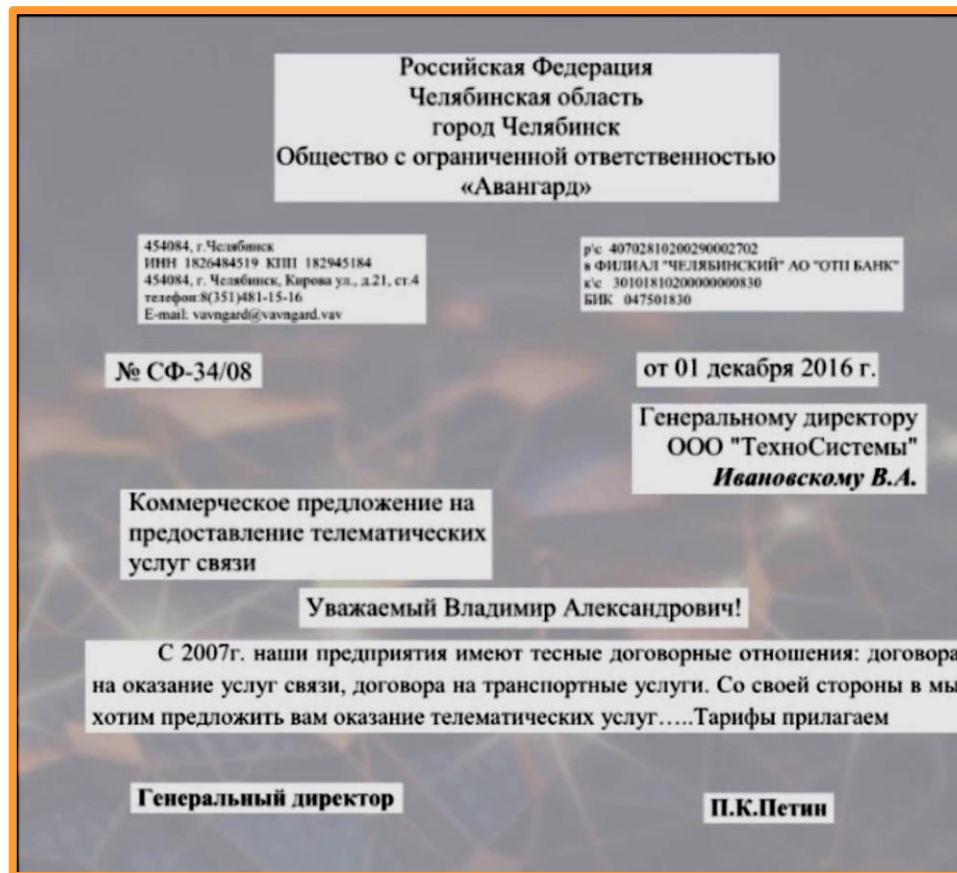 Российская Федерация
Челябинская область
город Челябинск
Общество с ограниченной ответственностью
«Авангард»
454084, г.Челябинск
ИНН 1826484519 КПП 182945184
454084, г. Челябинск, Кирова ул., д.21, ст.4
телефон:8(351)481-15-16
E-mail: vavngard@vavngard.vav
р\с 40702810200290002702
в ФИЛИАЛ "ЧЕЛЯБИНСКИЙ" АО "ОТП БАНК"
к\с 30101810200000000830
БИК 047501830
№ СФ-34/08
от 01 декабря 2016 г.
Генеральному директору
ООО "ТехноСистемы"
Ивановскому В.А.
Коммерческое предложение на
предоставление телематических
услуг связи
Уважаемый Владимир Александрович!
С 2007г. наши предприятия имеют тесные договорные отношения: договора
на оказание услуг связи, договора на транспортные услуги. Со своей стороны в мы
хотим предложить вам оказание телематических услуг…..Тарифы прилагаем
Генеральный директор
П.К.Петин